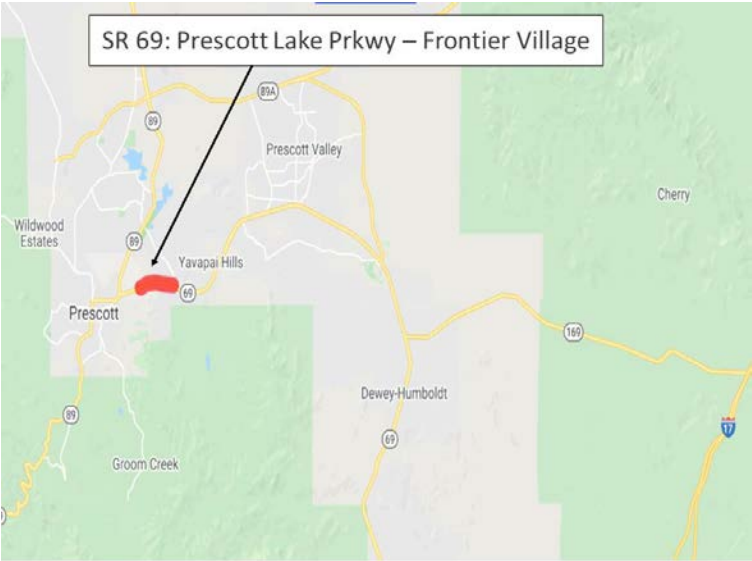 SR 69: Prescott Lake Prkwy – Frontier Village
89A
89
Prescott Valley
Cherry
Wildwood
Estates
89
Yavapai Hills
69
Prescott
169
Dewey-Humboldt
89
17
69
Groom Creek